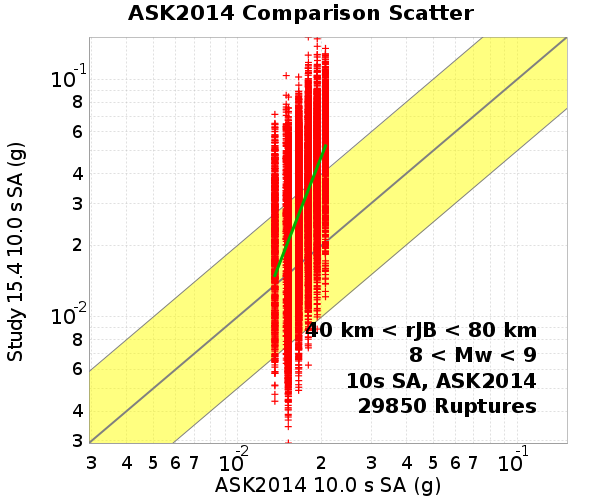 ASK2014 Comparison Scatter
Study 15.4 10.0 s SA (g)
10-1
8
6
4
3
2
10-2
8
6
4
3
40 km < rJB < 80 km
8 < Mw < 9
10s SA, ASK2014
29850 Ruptures
3 4 5 6 7 10-2 2 3 4 5 6 7 10-1
ASK2014 10.0 s SA (g)